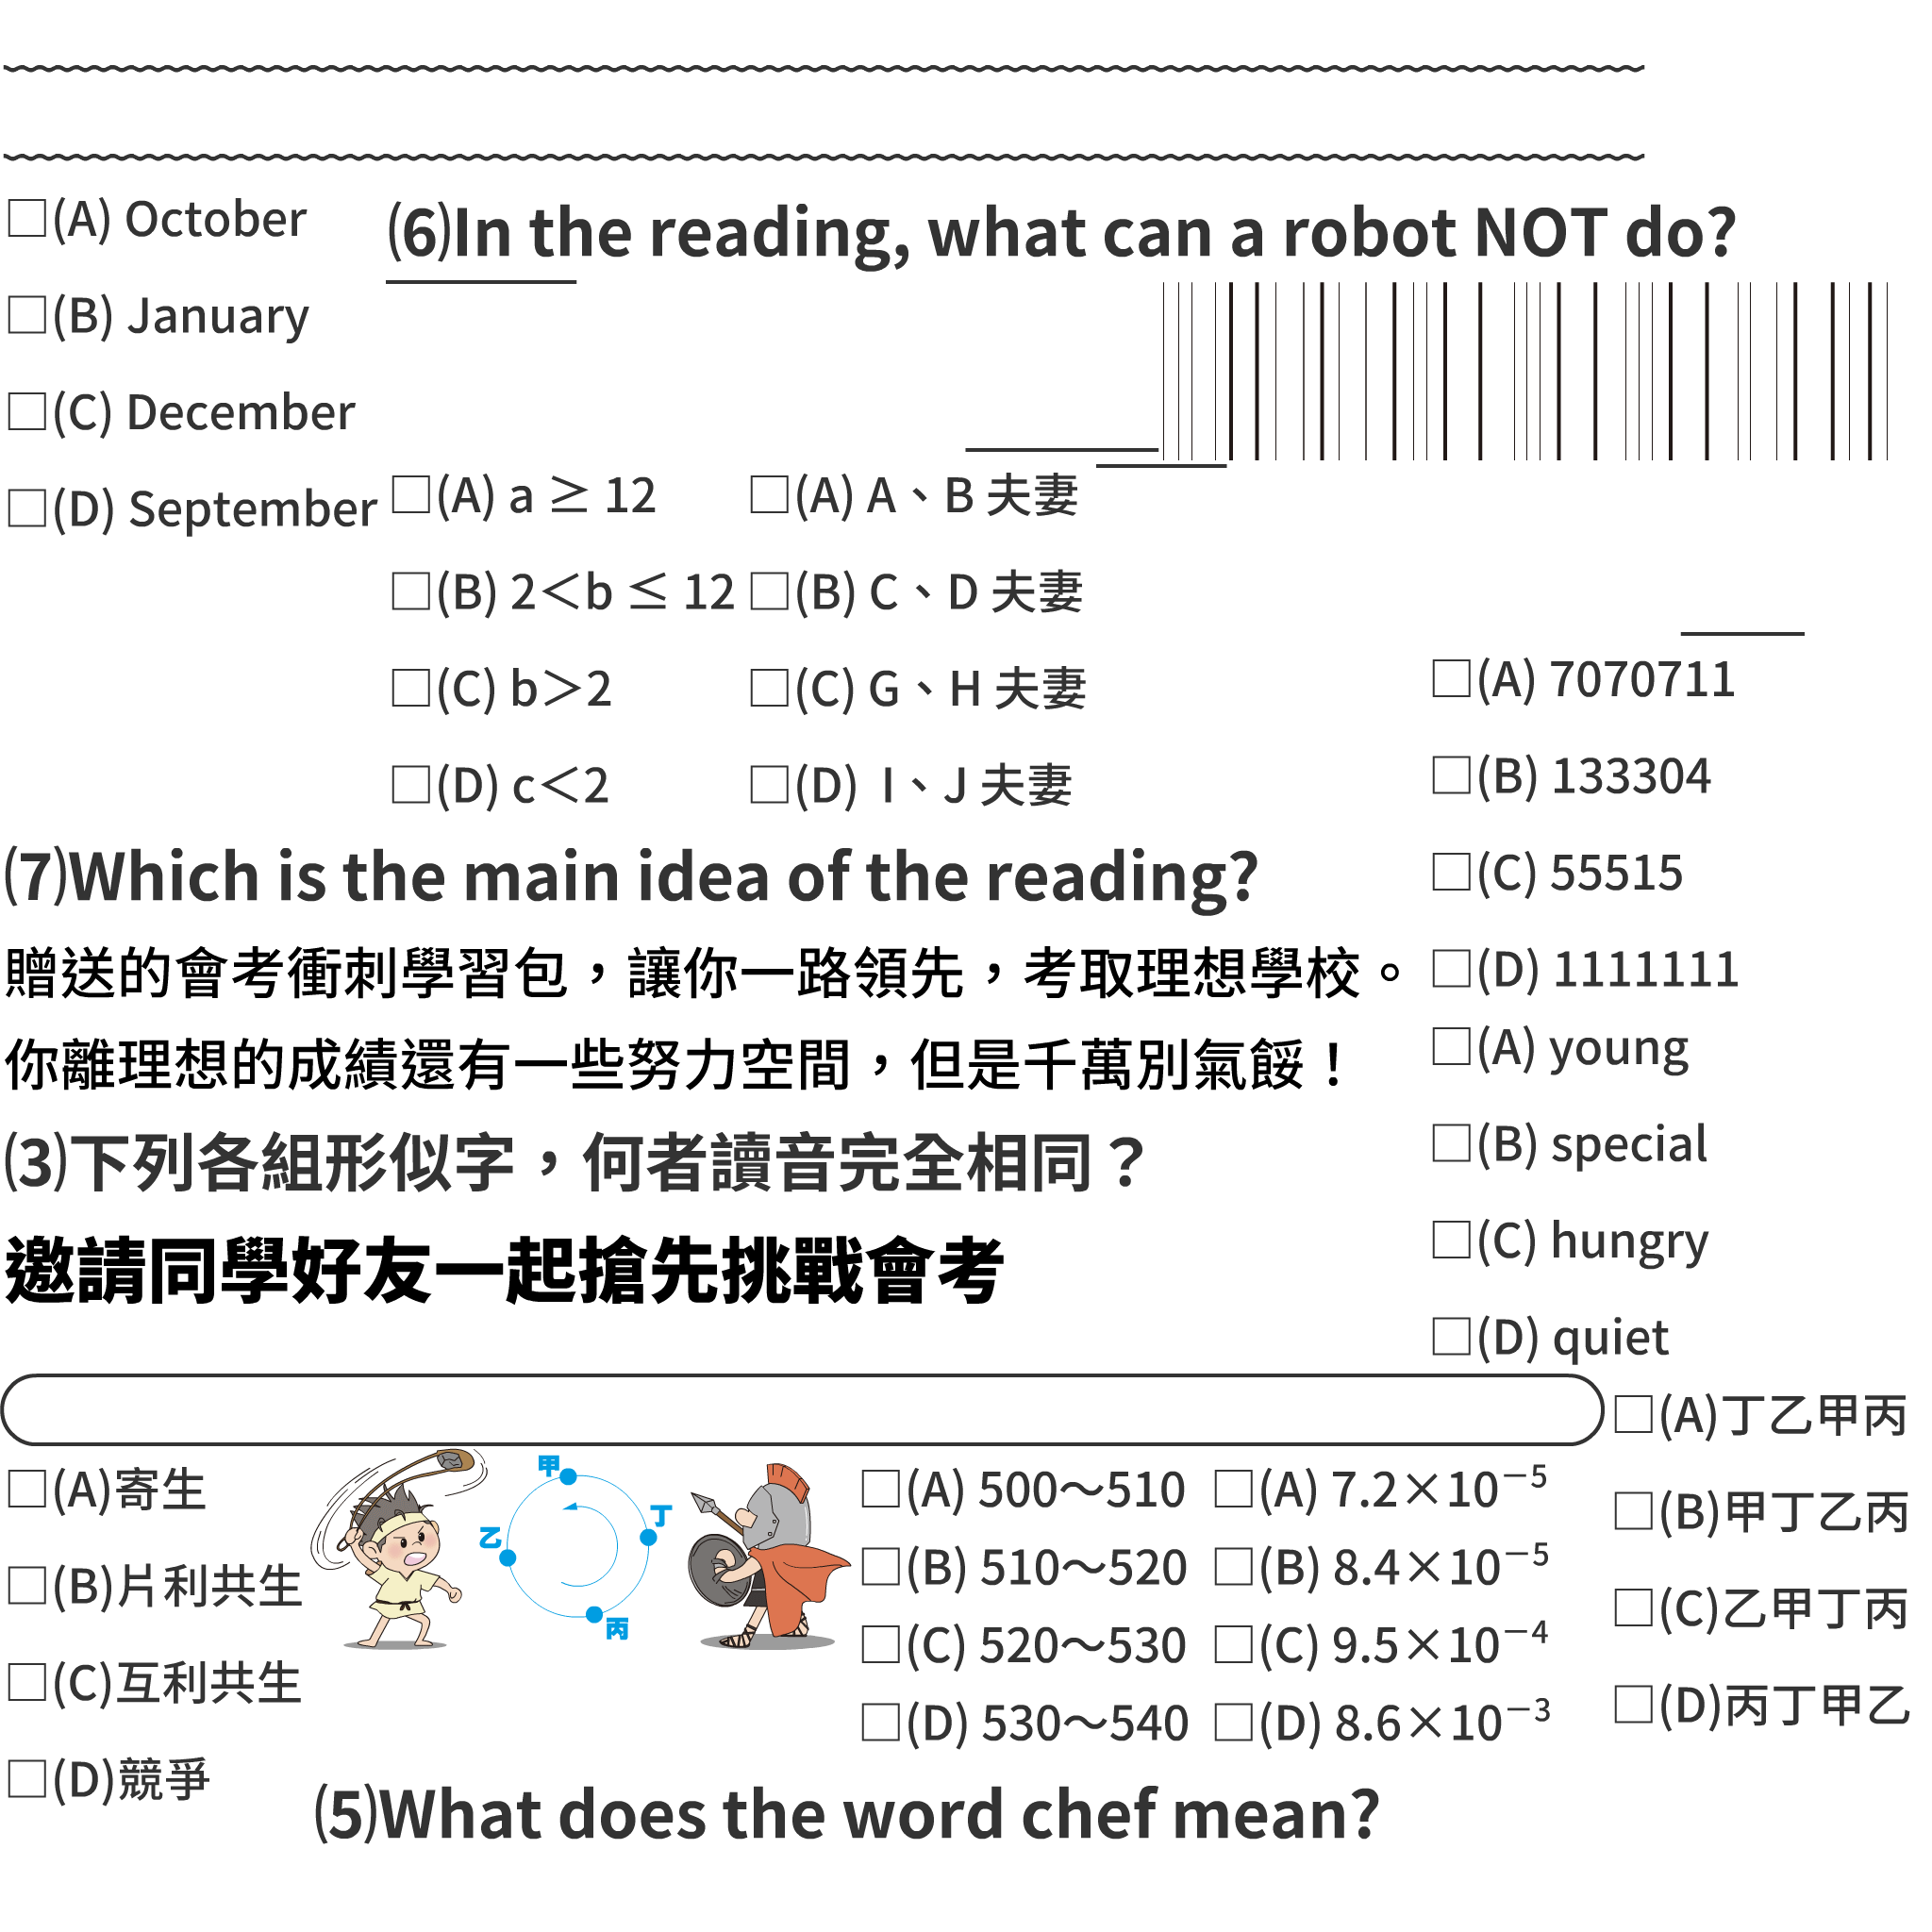 □(A) October
□(B) January
□(C) December
□(D) September
(6)In the reading, what can a robot NOT do?
□(A) a ≥ 12
□(B) 2＜b ≤ 12
□(C) b＞2
□(D) c＜2
□(A) A、B 夫妻
□(B) C、D 夫妻
□(C) G、H 夫妻
□(D) I、J 夫妻
□(A) 7070711
□(B) 133304
□(C) 55515
□(D) 1111111
(7)Which is the main idea of the reading?
贈送的會考衝刺學習包，讓你一路領先，考取理想學校。
你離理想的成績還有一些努力空間，但是千萬別氣餒！
(3)下列各組形似字，何者讀音完全相同？
邀請同學好友一起搶先挑戰會考
□(A) young
□(B) special
□(C) hungry
□(D) quiet
□(A)寄生
□(B)片利共生
□(C)互利共生
□(D)競爭
甲
丁
乙
丙
□(A) 500～510
□(B) 510～520
□(C) 520～530
□(D) 530～540
□(A) 7.2×10⁻⁵
□(B) 8.4×10⁻⁵
□(C) 9.5×10⁻⁴
□(D) 8.6×10⁻³
□(A)丁乙甲丙
□(B)甲丁乙丙
□(C)乙甲丁丙
□(D)丙丁甲乙
(5)What does the word chef mean?